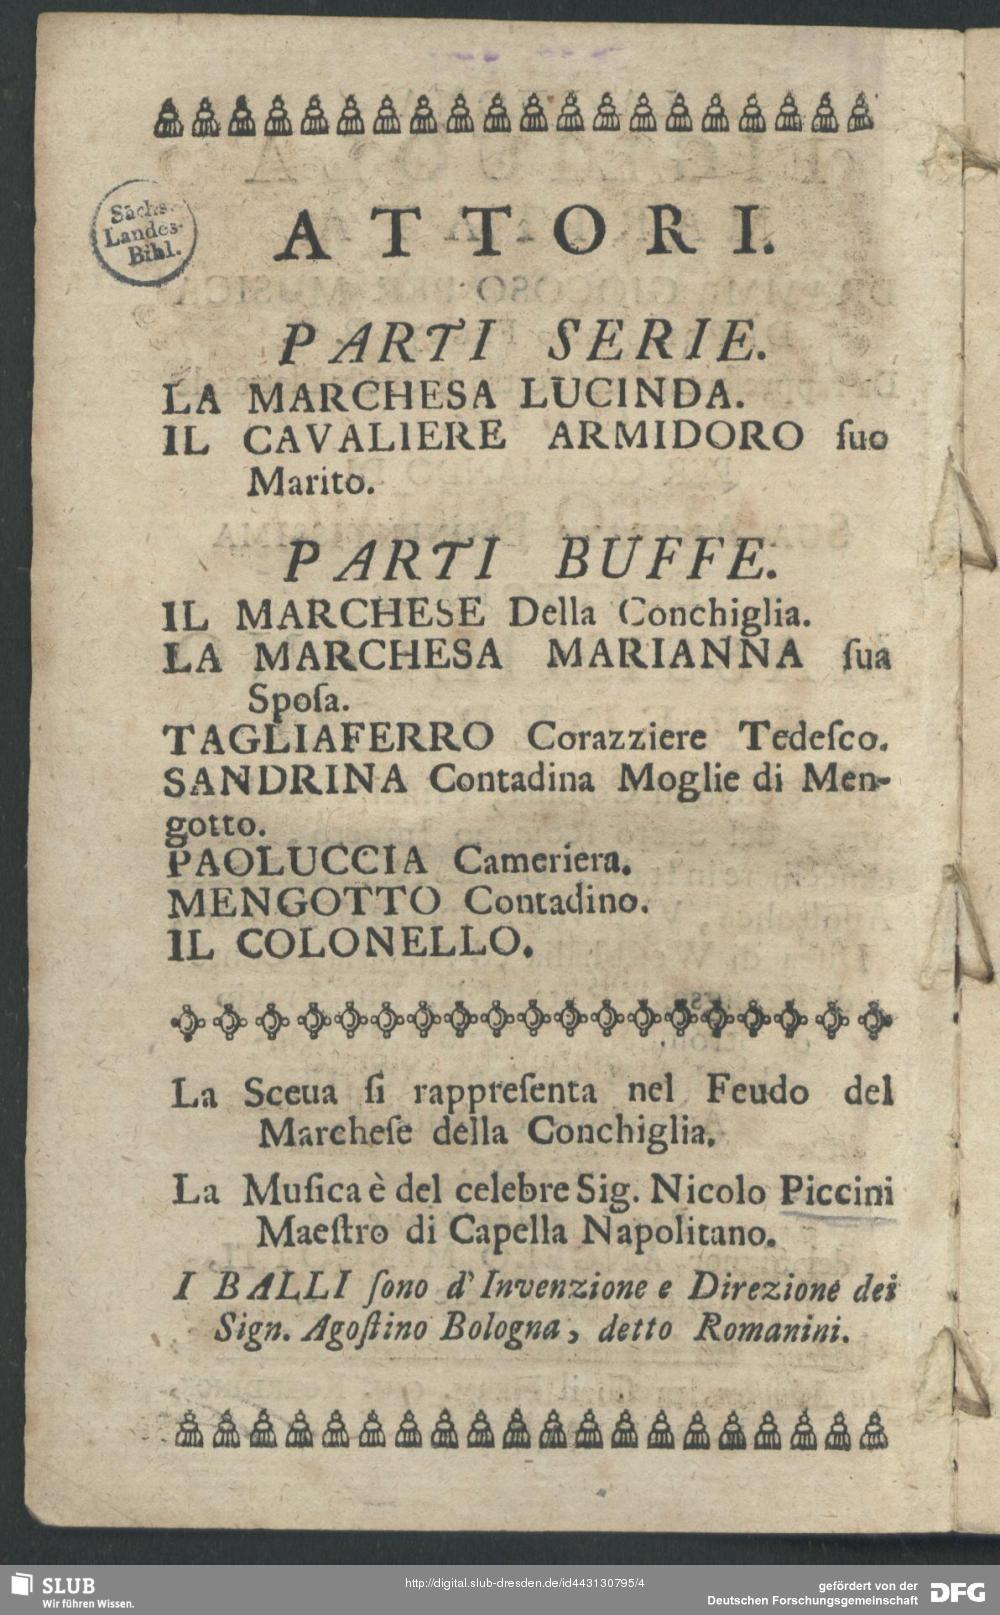 Sächs.
Landes-
Bibl.
ATTORI.
PARTI SERIE.
LA MARCHESA LUCINDA.
IL CAVALIERE ARMIDORO ſuo
Marito.
PARTI BUFFE.
IL MARCHESE Della Conchiglia.
LA MARCHESA MARIANNA ſua
Spoſa.
TAGLIAFERRO Corazziere Tedeſco.
SANDRINA Contadina Moglie di Men-
gotto.
PAOLUCCIA Cameriera.
MENGOTTO Contadino.
IL COLONELLO.
La Sceua ſi rappreſenta nel Feudo del
Marcheſe della Conchiglia.
La Muſica è del celebre Sig. Nicolo Piccini
Maeſtro di Capella Napolitano.
I BALLI ſono d' Invenzione e Direzione dei
Sign. Agoſtino Bologna, detto Romanini.
SLUB
Wir führen Wissen.
http://digital.slub-dresden.de/id443130795/4
gefördert von der
Deutschen Forschungsgemeinschaft
DFG